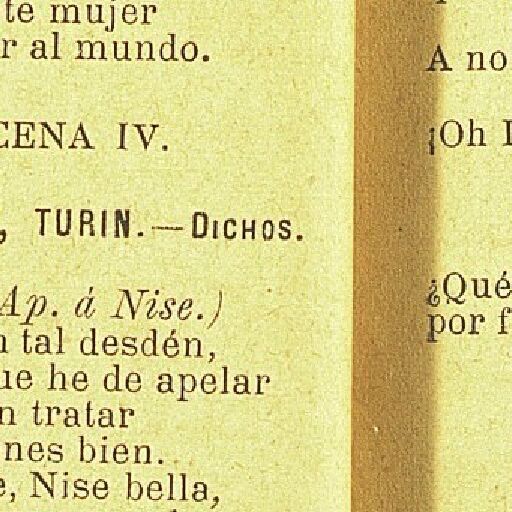 te mujer
r al mundo.
CENA IV.
, TURIN.—DICHOS.
Ap. á Nise.)
n tal desdén,
ue he de apelar
n tratar
nes bien.
e, Nise bella,
A no
¡Oh
¿Qué
por f